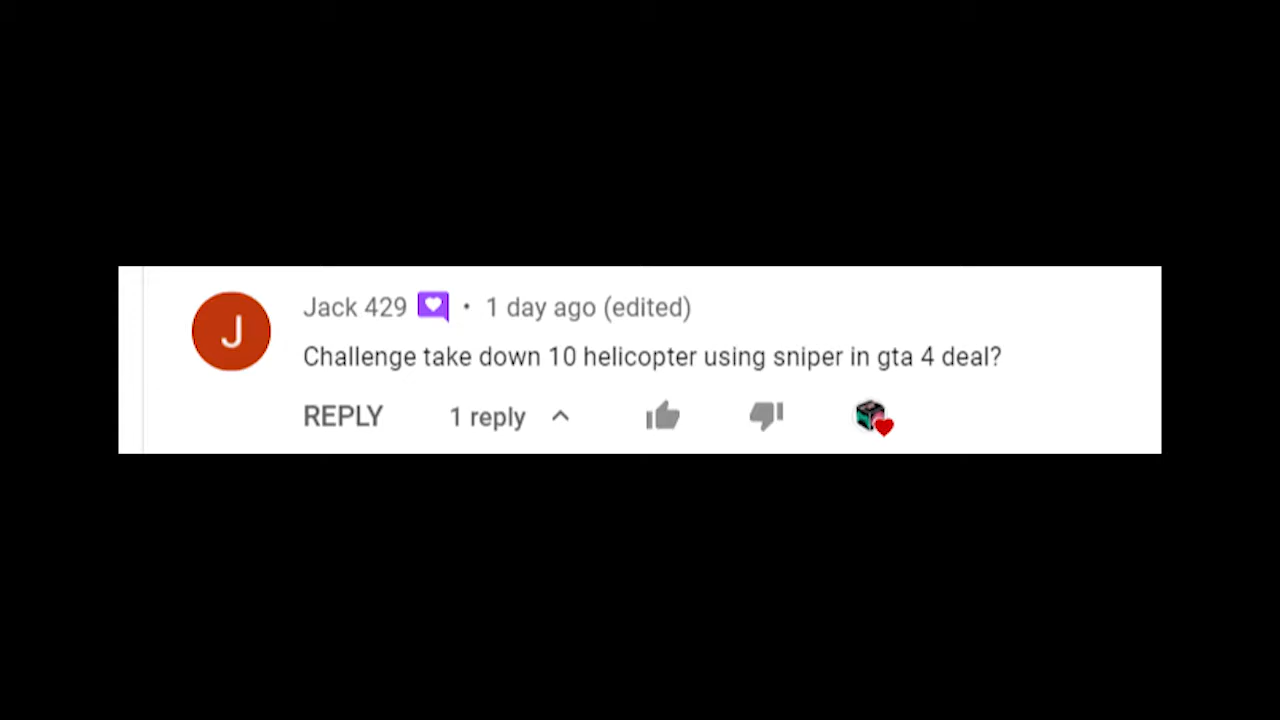 J
Jack 429 • 1 day ago (edited)
Challenge take down 10 helicopter using sniper in gta 4 deal?
REPLY 1 reply